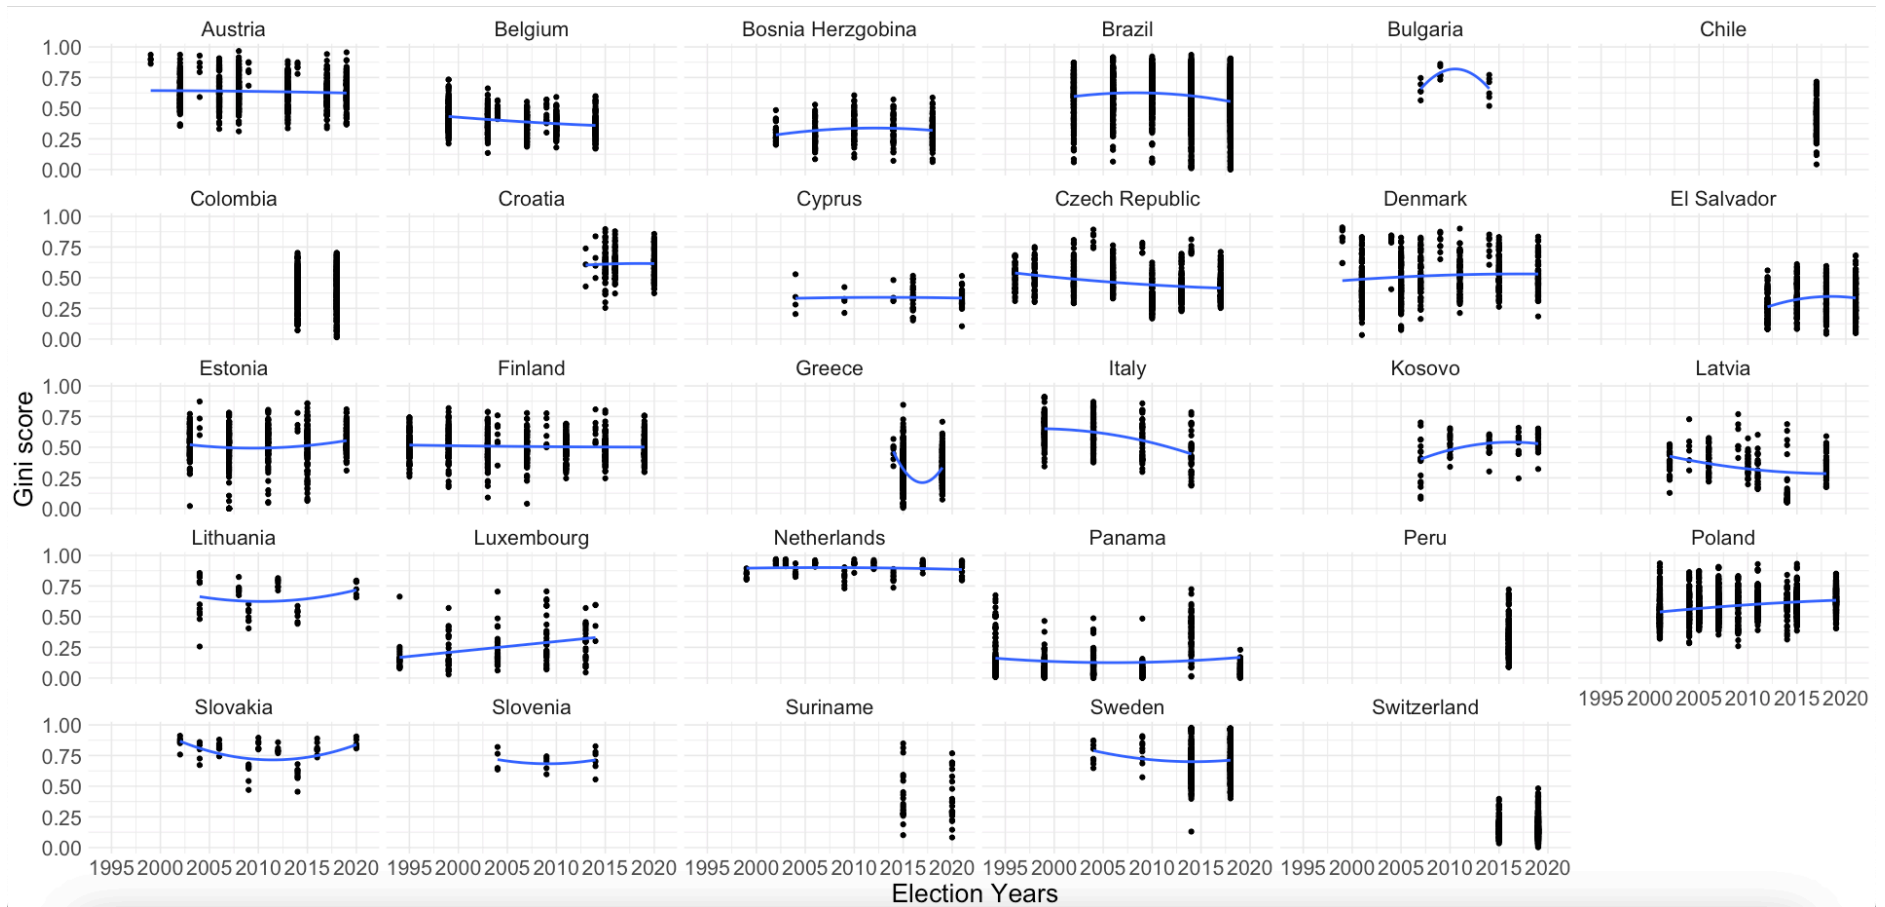 Austria Belgium Bosnia Herzgobina Brazil Bulgaria Chile
1.00
0.75
0.50
0.25
0.00
Colombia Croatia Cyprus Czech Republic Denmark El Salvador
1.00
0.75
0.50
0.25
0.00
Estonia Finland Greece Italy Kosovo Latvia
1.00
0.75
0.50
0.25
0.00
Gini score
Lithuania Luxembourg Netherlands Panama Peru Poland
1.00
0.75
0.50
0.25
0.00
1995 2000 2005 2010 2015 2020
Slovakia Slovenia Suriname Sweden Switzerland
1.00
0.75
0.50
0.25
0.00
1995 2000 2005 2010 2015 2020 1995 2000 2005 2010 2015 2020 1995 2000 2005 2010 2015 2020 1995 2000 2005 2010 2015 2020 1995 2000 2005 2010 2015 2020
Election Years